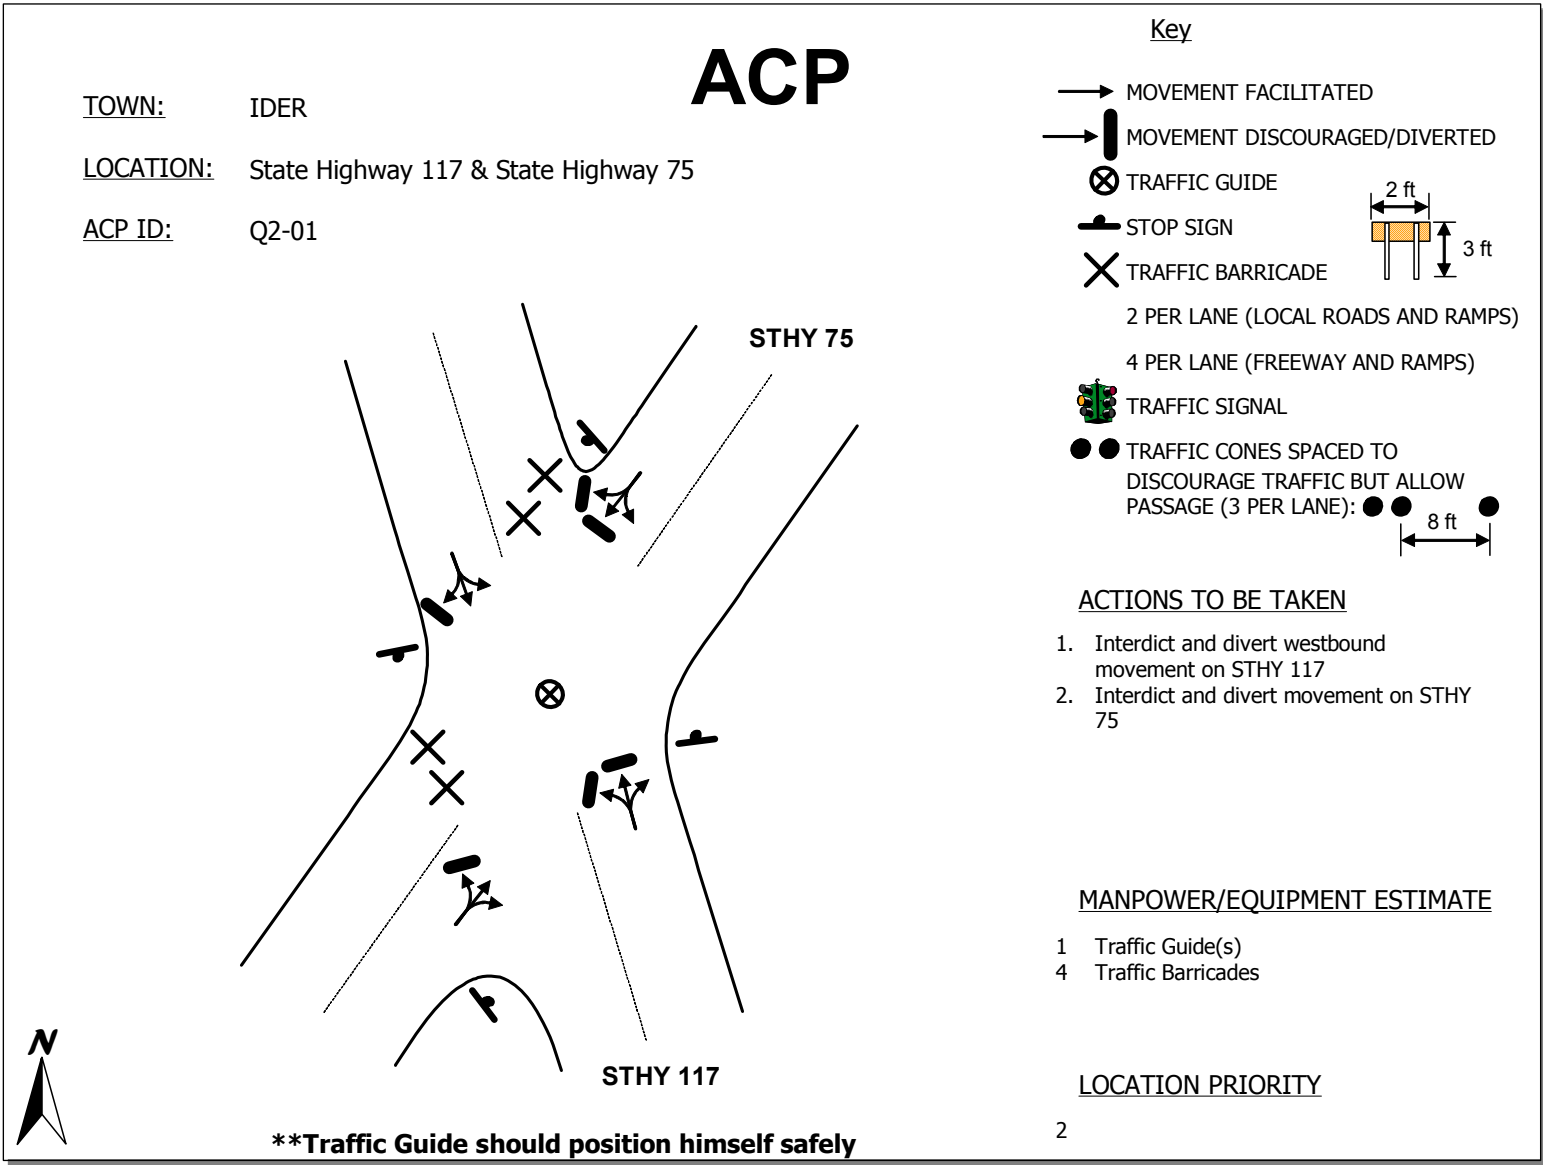 ACP
TOWN: IDER
LOCATION: State Highway 117 & State Highway 75
ACP ID: Q2-01
STHY 75
STHY 117
N
**Traffic Guide should position himself safely
Key
MOVEMENT FACILITATED
MOVEMENT DISCOURAGED/DIVERTED
TRAFFIC GUIDE
2 ft
STOP SIGN
3 ft
TRAFFIC BARRICADE
2 PER LANE (LOCAL ROADS AND RAMPS)
4 PER LANE (FREEWAY AND RAMPS)
TRAFFIC SIGNAL
TRAFFIC CONES SPACED TO
DISCOURAGE TRAFFIC BUT ALLOW
PASSAGE (3 PER LANE):
8 ft
ACTIONS TO BE TAKEN
1. Interdict and divert westbound
movement on STHY 117
2. Interdict and divert movement on STHY
75
MANPOWER/EQUIPMENT ESTIMATE
1 Traffic Guide(s)
4 Traffic Barricades
LOCATION PRIORITY
2